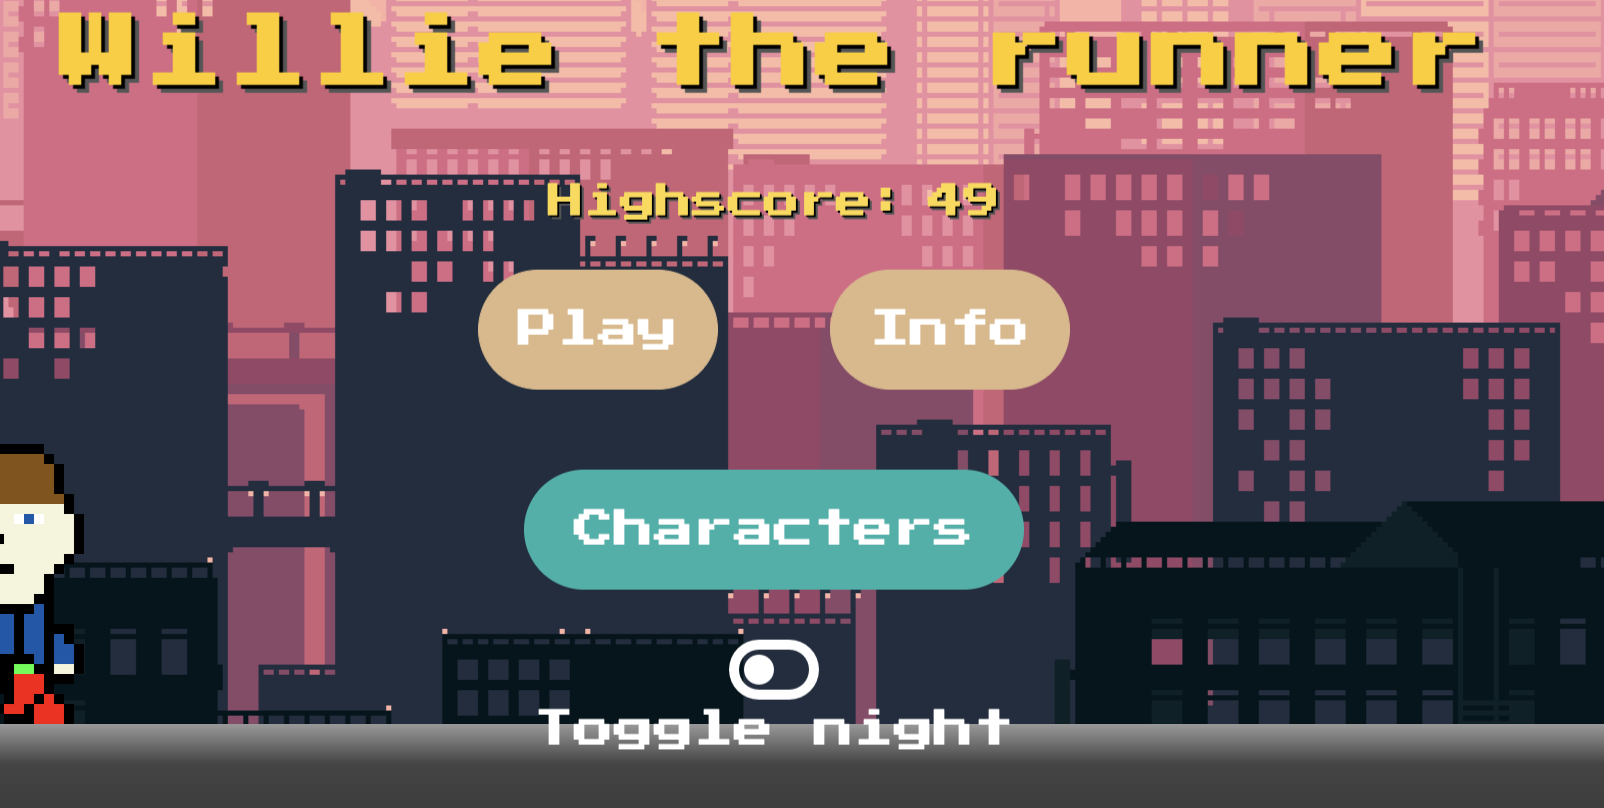 Willie the runner
Highscore: 49
Play Info
Characters
Toggle night